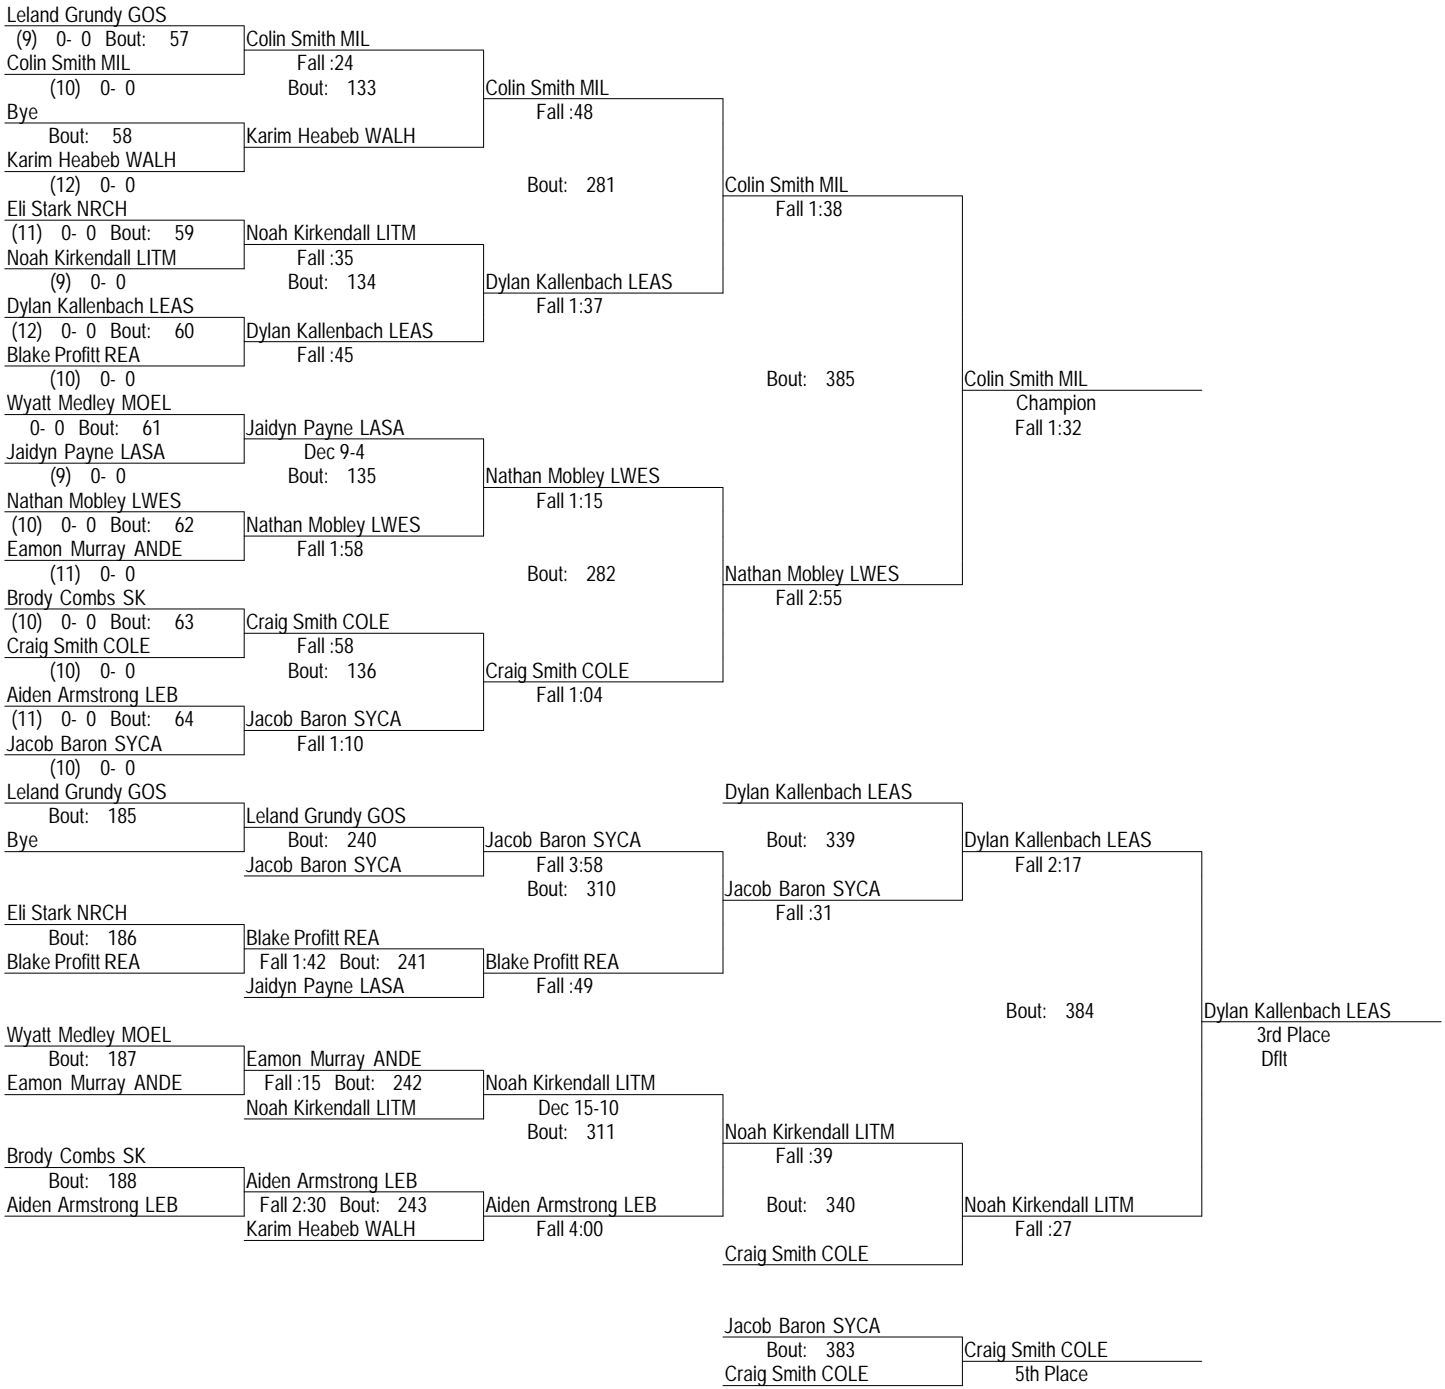 Leland Grundy GOS
(9) 0- 0 Bout: 57 Colin Smith MIL
Colin Smith MIL Fall :24
(10) 0- 0 Bout: 133 Colin Smith MIL
Bye Fall :48
Bout: 58 Karim Heabeb WALH
Karim Heabeb WALH
(12) 0- 0 Bout: 281 Colin Smith MIL
Eli Stark NRCH Fall 1:38
(11) 0- 0 Bout: 59 Noah Kirkendall LITM
Noah Kirkendall LITM Fall :35
(9) 0- 0 Bout: 134 Dylan Kallenbach LEAS
Dylan Kallenbach LEAS Fall 1:37
(12) 0- 0 Bout: 60 Dylan Kallenbach LEAS
Blake Profitt REA Fall :45
(10) 0- 0 Bout: 385 Colin Smith MIL
Wyatt Medley MOEL Champion
0- 0 Bout: 61 Jaidyn Payne LASA Fall 1:32
Jaidyn Payne LASA Dec 9-4
(9) 0- 0 Bout: 135 Nathan Mobley LWES
Nathan Mobley LWES Fall 1:15
(10) 0- 0 Bout: 62 Nathan Mobley LWES
Eamon Murray ANDE Fall 1:58
(11) 0- 0 Bout: 282 Nathan Mobley LWES
Brody Combs SK Fall 2:55
(10) 0- 0 Bout: 63 Craig Smith COLE
Craig Smith COLE Fall :58
(10) 0- 0 Bout: 136 Craig Smith COLE
Aiden Armstrong LEB Fall 1:04
(11) 0- 0 Bout: 64 Jacob Baron SYCA
Jacob Baron SYCA Fall 1:10
(10) 0- 0
Leland Grundy GOS Dylan Kallenbach LEAS
Bout: 185 Leland Grundy GOS
Bye Bout: 240 Jacob Baron SYCA Bout: 339 Dylan Kallenbach LEAS
Jacob Baron SYCA Fall 3:58 Fall 2:17
Bout: 310 Jacob Baron SYCA
Eli Stark NRCH Fall :31
Bout: 186 Blake Profitt REA
Blake Profitt REA Fall 1:42 Bout: 241 Blake Profitt REA
Jaidyn Payne LASA Fall :49
Bout: 384 Dylan Kallenbach LEAS
Wyatt Medley MOEL 3rd Place
Bout: 187 Eamon Murray ANDE Dflt
Eamon Murray ANDE Fall :15 Bout: 242 Noah Kirkendall LITM
Noah Kirkendall LITM Dec 15-10
Bout: 311 Noah Kirkendall LITM
Brody Combs SK Fall :39
Bout: 188 Aiden Armstrong LEB
Aiden Armstrong LEB Fall 2:30 Bout: 243 Aiden Armstrong LEB Bout: 340 Noah Kirkendall LITM
Karim Heabeb WALH Fall 4:00 Fall :27
Craig Smith COLE
Jacob Baron SYCA
Bout: 383 Craig Smith COLE
Craig Smith COLE 5th Place